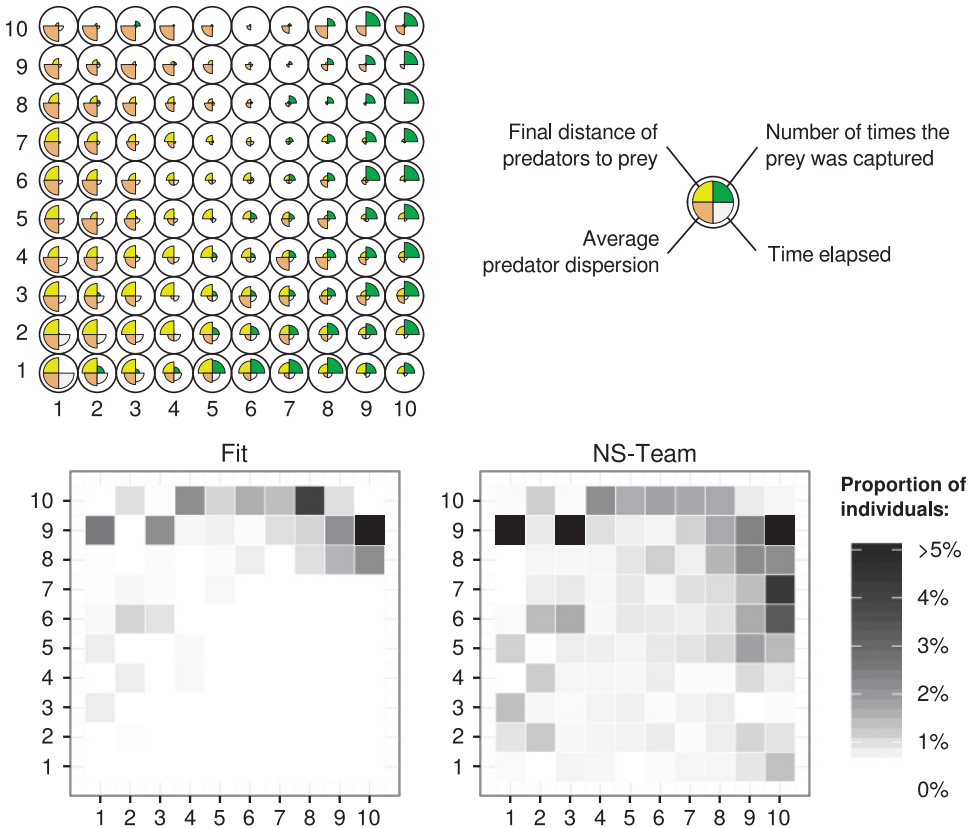 10
9
8
7
6
5
4
3
2
1
1 2 3 4 5 6 7 8 9 10
Final distance of
predators to prey
Number of times the
prey was captured
Average
predator dispersion
Time elapsed
Fit
10
9
8
7
6
5
4
3
2
1
1 2 3 4 5 6 7 8 9 10
NS-Team
10
9
8
7
6
5
4
3
2
1
1 2 3 4 5 6 7 8 9 10
Proportion of
individuals:
>5%
4%
3%
2%
1%
0%